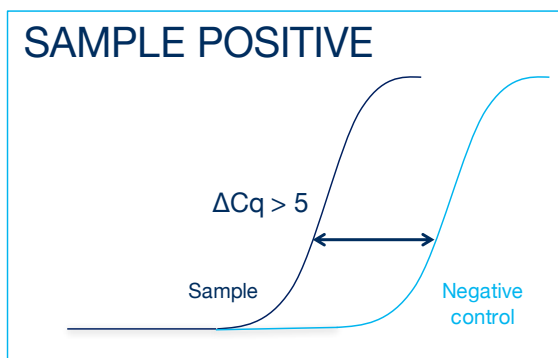 SAMPLE POSITIVE
ΔCq > 5
Sample
Negative
control